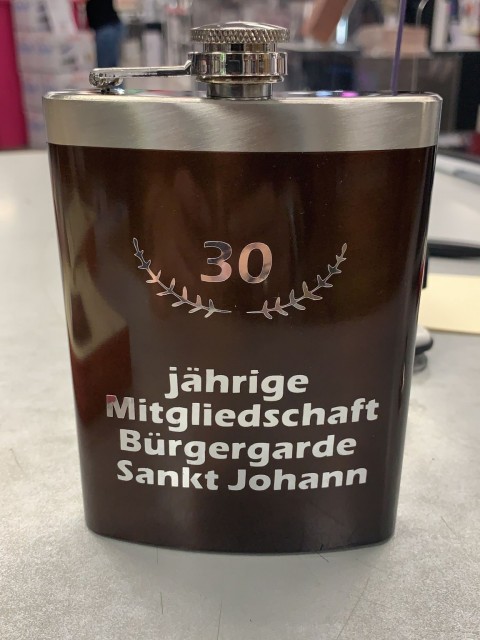 30
jährige
Mitgliedschaft
Bürgergarde
Sankt Johann